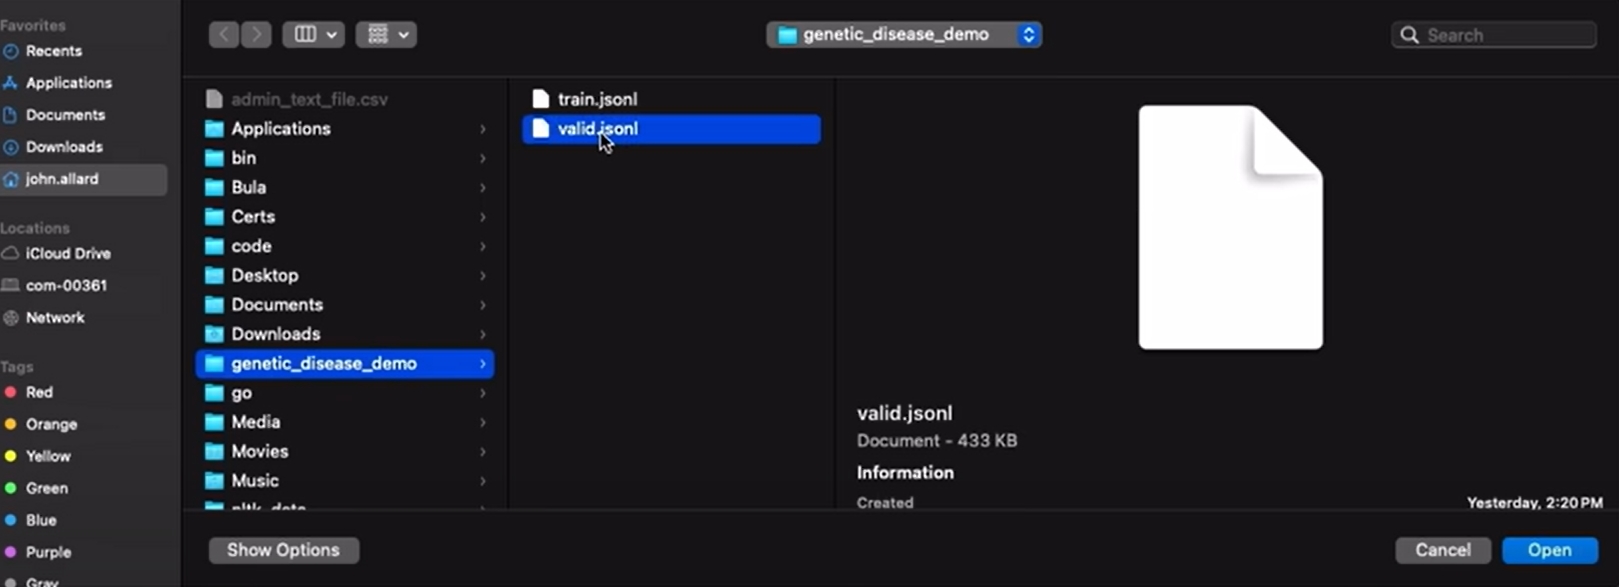 Favorites
Recents
Applications
Documents
Downloads
john.allard
Locations
iCloud Drive
com-00361
Network
Tags
Red
Orange
Yellow
Green
Blue
Purple
Gray
genetic_disease_demo
Search
admin_text_file.csv
Applications
bin
Bula
Certs
code
Desktop
Documents
Downloads
genetic_disease_demo
go
Media
Movies
Music
nltk_data
train.jsonl
valid.jsonl
valid.jsonl
Document - 433 KB
Information
Created Yesterday, 2:20 PM
Show Options
Cancel
Open